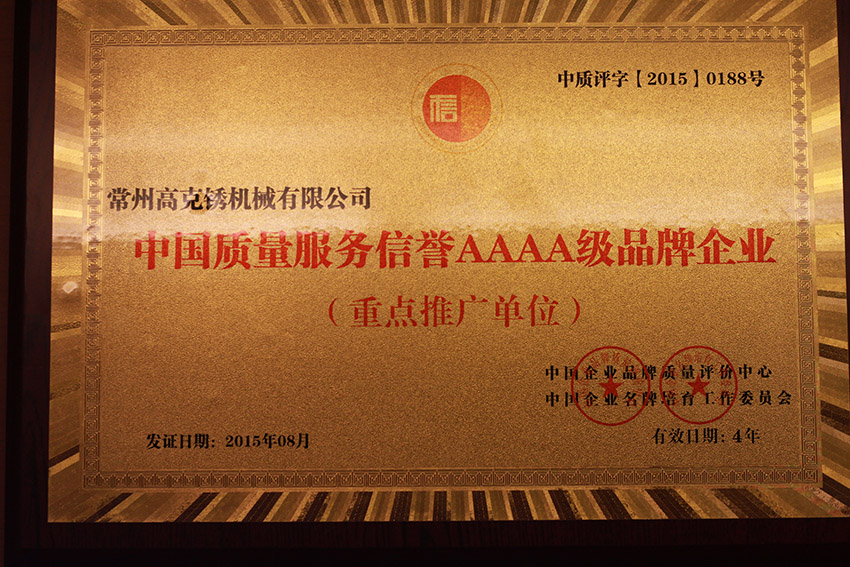 中质评字【2015】0188号
信
常州高克锈机械有限公司
中国质量服务信誉AAAA级品牌企业
（重点推广单位）
中国企业品牌质量评价中心
中国企业名牌培育工作委员会
发证日期：2015年08月
有效日期：4年